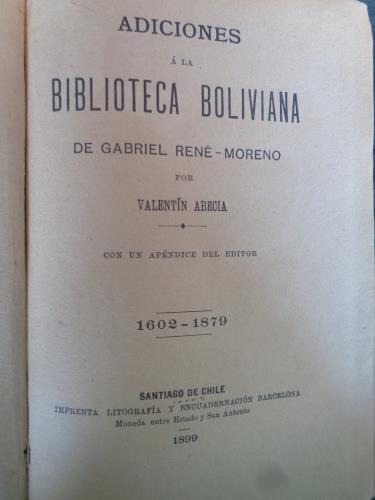 ADICIONES
Á LA
BIBLIOTECA BOLIVIANA
DE GABRIEL RENÉ-MORENO
POR
VALENTÍN ABECIA
CON UN APÉNDICE DEL EDITOR
1602-1879
SANTIAGO DE CHILE
IMPRENTA LITOGRAFÍA Y ENCUADERNACIÓN BARCELONA
Moneda entre Estado y San Antonio
1899